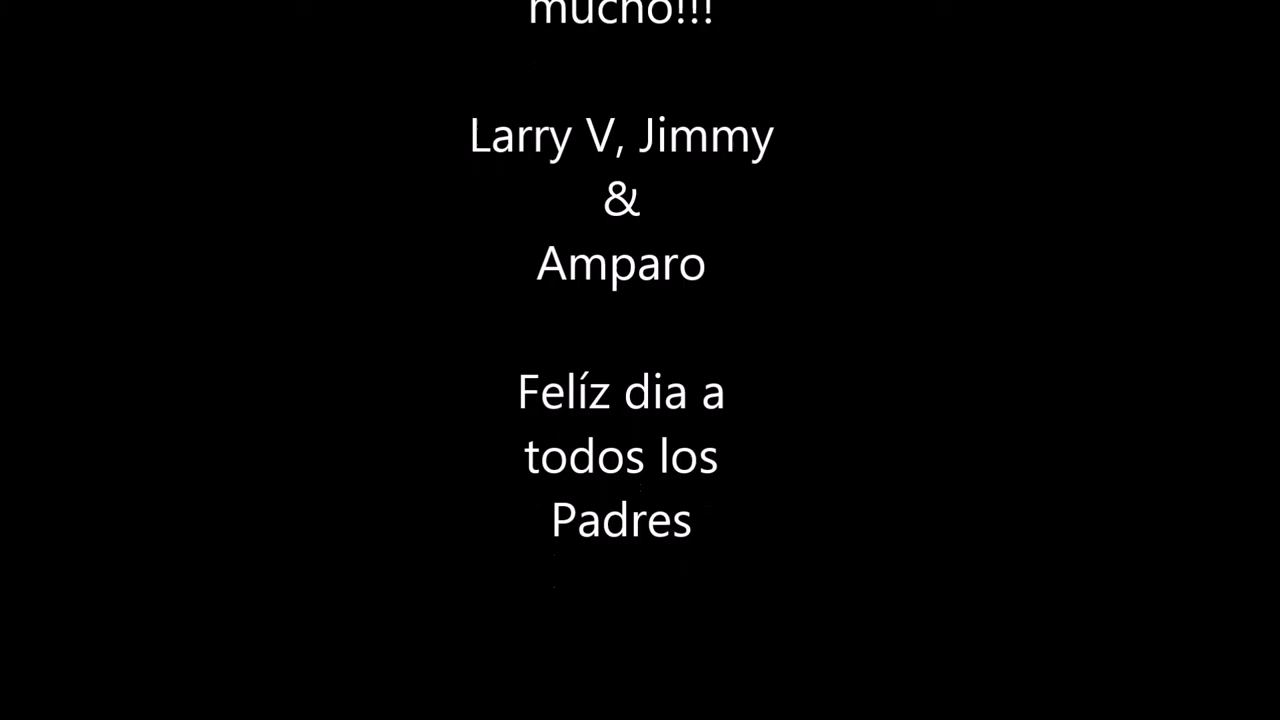 mucho!!!
Larry V, Jimmy
&
Amparo
Felíz dia a
todos los
Padres